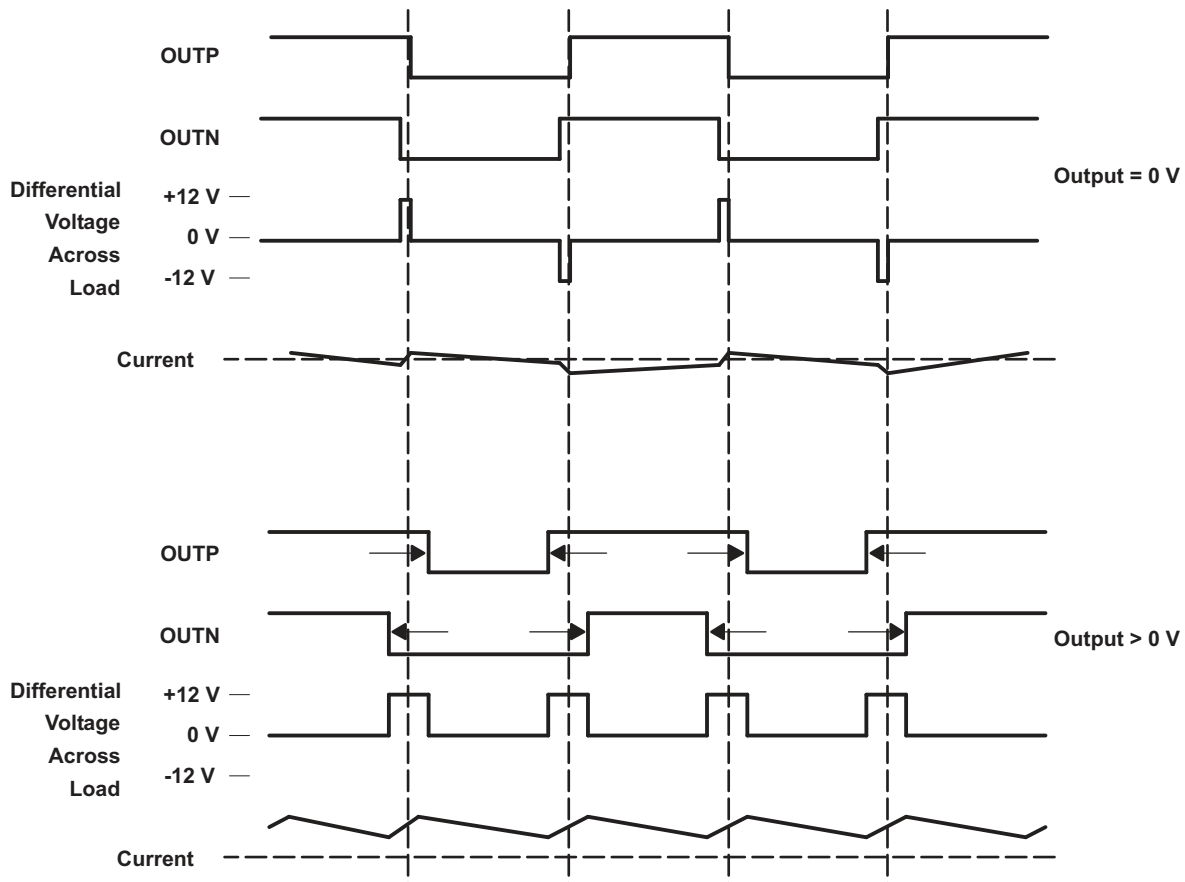 OUTP
OUTN
Output = 0 V
Differential
Voltage
Across
Load
+12 V
0 V
-12 V
Current
OUTP
OUTN
Output > 0 V
Differential
Voltage
Across
Load
+12 V
0 V
-12 V
Current